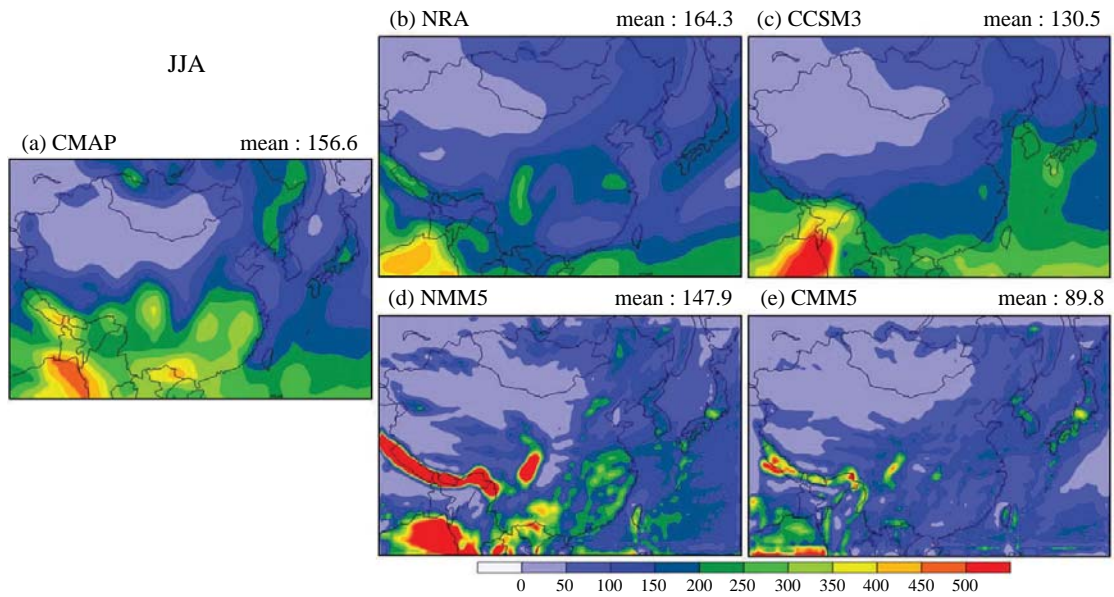 JJA
(a) CMAP mean : 156.6
(b) NRA mean : 164.3
(c) CCSM3 mean : 130.5
(d) NMM5 mean : 147.9
(e) CMM5 mean : 89.8
0 50 100 150 200 250 300 350 400 450 500